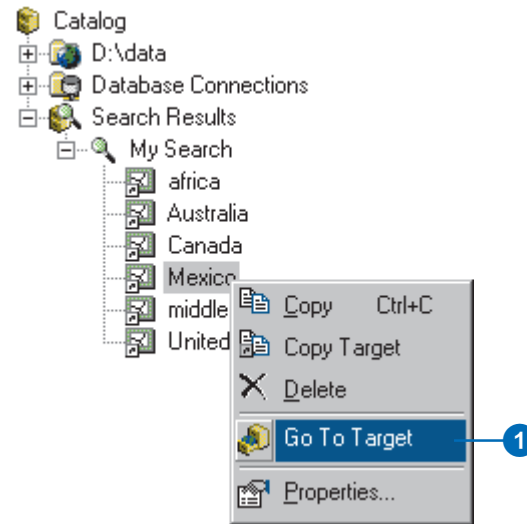 Catalog
D:\data
Database Connections
Search Results
My Search
africa
Australia
Canada
Mexico
middle
United
Copy Ctrl+C
Copy Target
Delete
Go To Target
1
Properties...